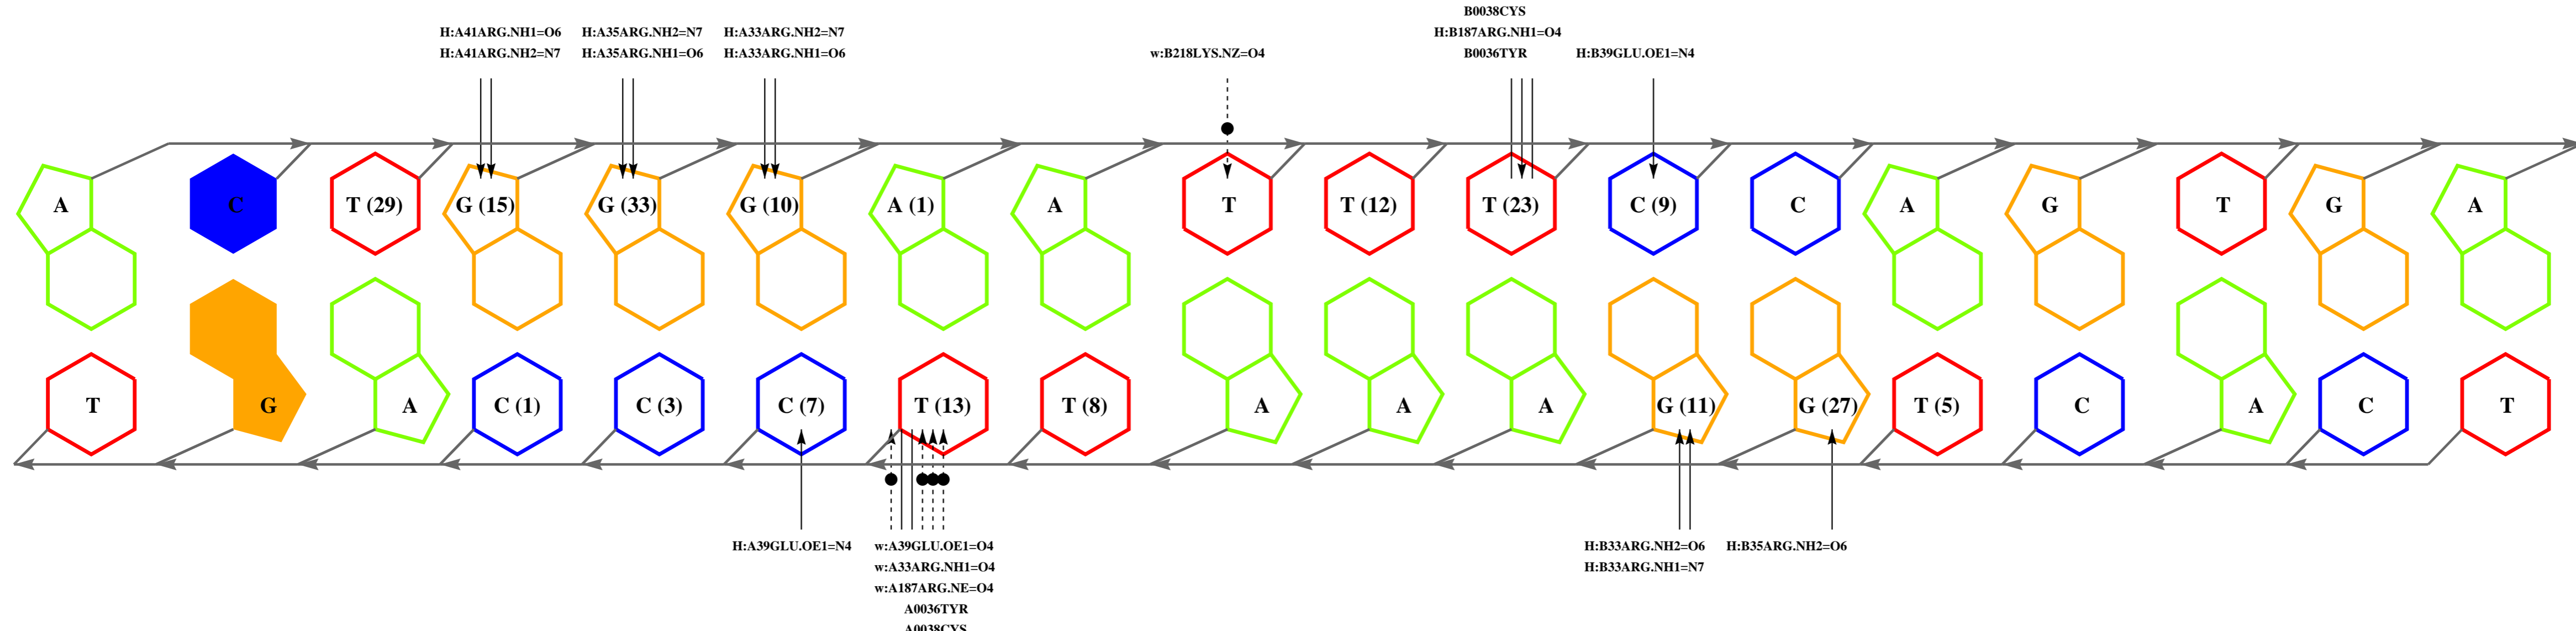 B0038CYS
H:A41ARG.NH1=O6 H:A35ARG.NH2=N7 H:A33ARG.NH2=N7 H:B187ARG.NH1=O4
H:A41ARG.NH2=N7 H:A35ARG.NH1=O6 H:A33ARG.NH1=O6 w:B218LYS.NZ=O4 B0036TYR H:B39GLU.OE1=N4
A C T (29) G (15) G (33) G (10) A (1) A T T (12) T (23) C (9) C A G T G A
T G A C (1) C (3) C (7) T (13) T (8) A A A G (11) G (27) T (5) C A C T
H:A39GLU.OE1=N4 w:A39GLU.OE1=O4 H:B33ARG.NH2=O6 H:B35ARG.NH2=O6
w:A33ARG.NH1=O4 H:B33ARG.NH1=N7
w:A187ARG.NE=O4
A0036TYR
A0038CYS